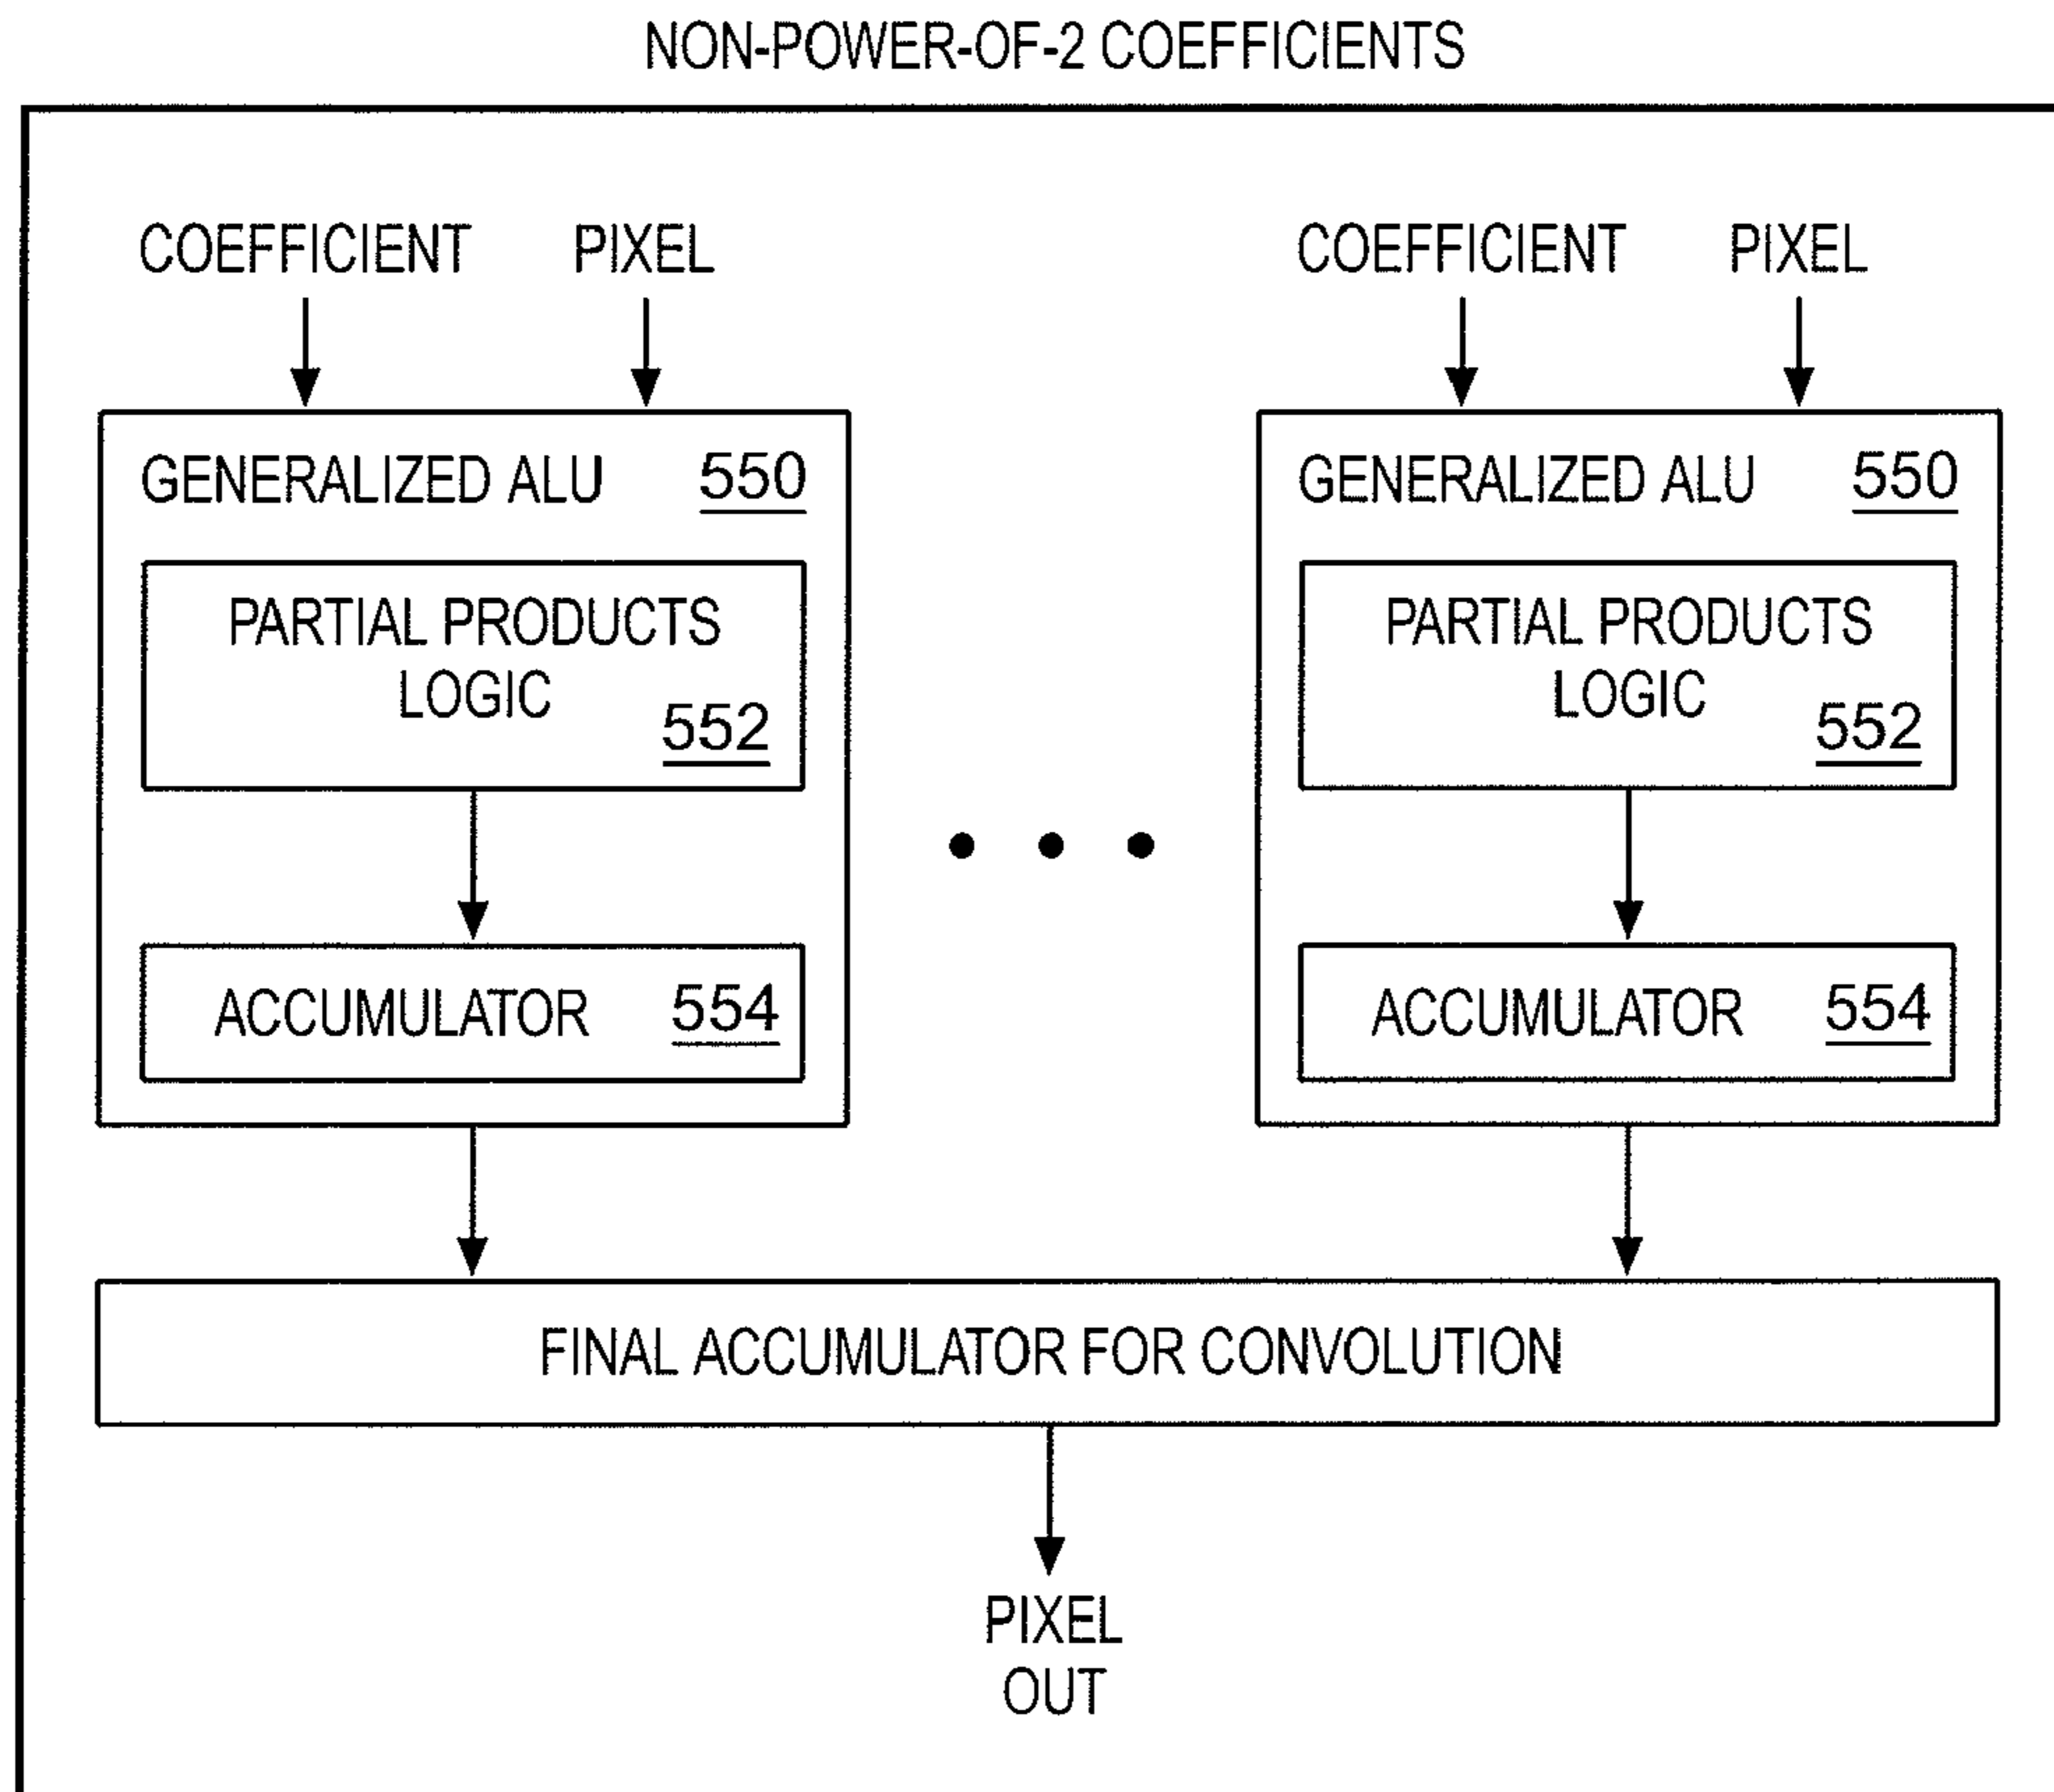 NON-POWER-OF-2 COEFFICIENTS
COEFFICIENT PIXEL COEFFICIENT PIXEL
GENERALIZED ALU 550 GENERALIZED ALU 550
PARTIAL PRODUCTS PARTIAL PRODUCTS
LOGIC LOGIC
552 552
ACCUMULATOR 554 ACCUMULATOR 554
FINAL ACCUMULATOR FOR CONVOLUTION
PIXEL
OUT